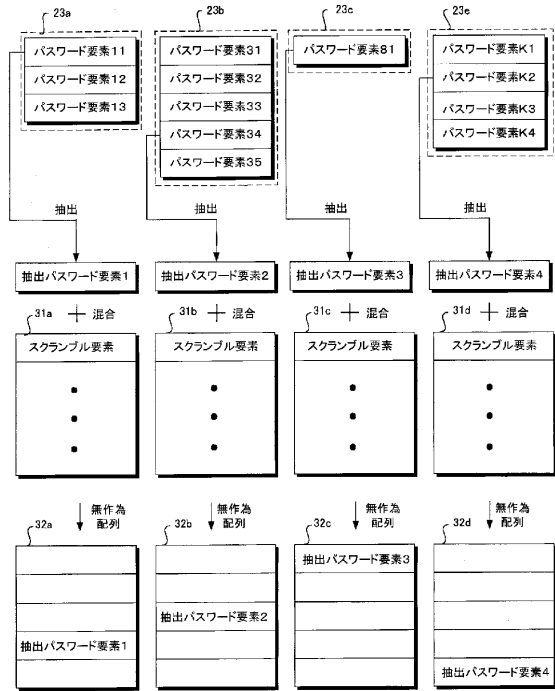 23a
パスワード要素11
パスワード要素12
パスワード要素13
23b
パスワード要素31
パスワード要素32
パスワード要素33
パスワード要素34
パスワード要素35
23c
パスワード要素81
23e
パスワード要素K1
パスワード要素K2
パスワード要素K3
パスワード要素K4
抽出
抽出
抽出
抽出
抽出パスワード要素1
抽出パスワード要素2
抽出パスワード要素3
抽出パスワード要素4
31a
＋ 混合
31b
＋ 混合
31c
＋ 混合
31d
＋ 混合
スクランブル要素
スクランブル要素
スクランブル要素
スクランブル要素
32a
無作為
配列
32b
無作為
配列
32c
無作為
配列
32d
無作為
配列
抽出パスワード要素3
抽出パスワード要素2
抽出パスワード要素1
抽出パスワード要素4